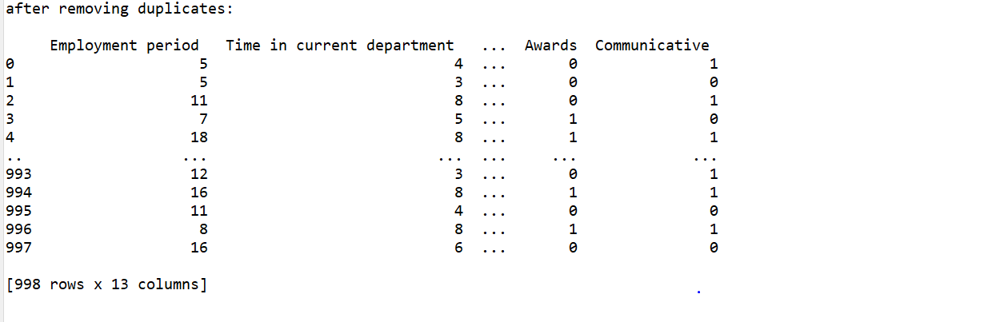 after removing duplicates:
Employment period Time in current department ... Awards Communicative
0 5 4 ... 0 1
1 5 3 ... 0 0
2 11 8 ... 0 1
3 7 5 ... 1 0
4 18 8 ... 1 1
.. ... ... ... ... ...
993 12 3 ... 0 1
994 16 8 ... 1 1
995 11 4 ... 0 0
996 8 8 ... 1 1
997 16 6 ... 0 0
[998 rows x 13 columns]